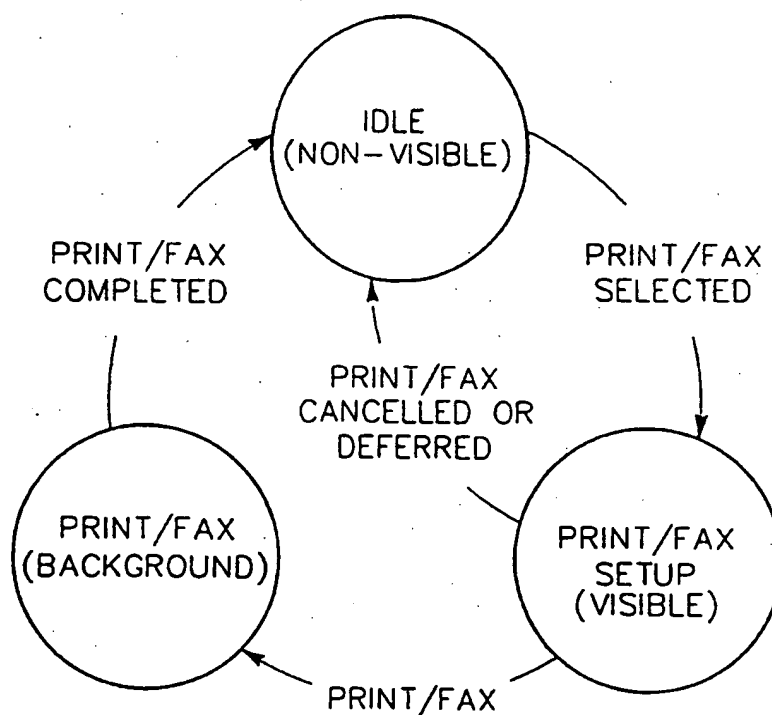 IDLE
(NON-VISIBLE)
PRINT/FAX
COMPLETED
PRINT/FAX
SELECTED
PRINT/FAX
CANCELLED OR
DEFERRED
PRINT/FAX
(BACKGROUND)
PRINT/FAX
SETUP
(VISIBLE)
PRINT/FAX